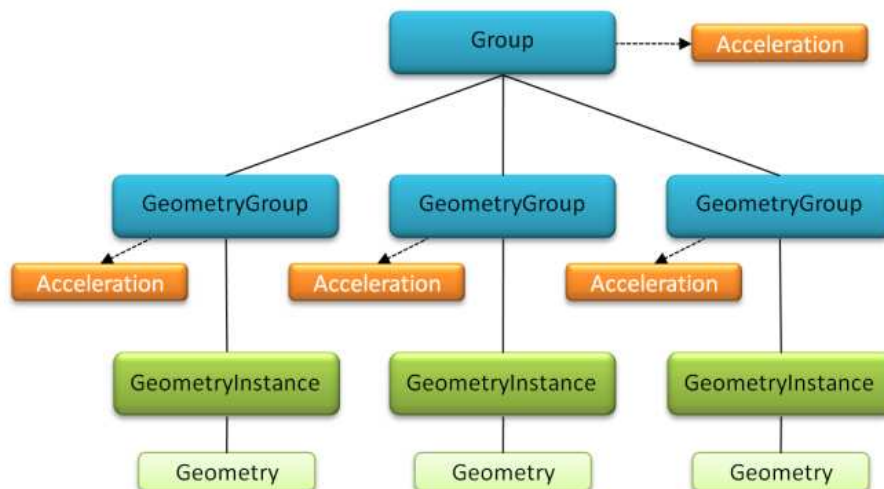 Group
Acceleration
GeometryGroup
GeometryGroup
GeometryGroup
Acceleration
Acceleration
Acceleration
GeometryInstance
GeometryInstance
GeometryInstance
Geometry
Geometry
Geometry